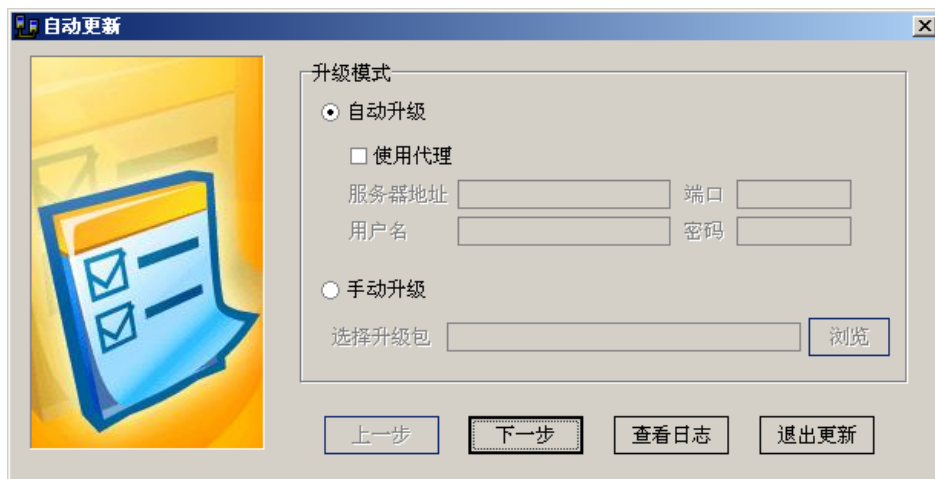 自动更新
升级模式
自动升级
使用代理
服务器地址 端口
用户名 密码
手动升级
选择升级包 浏览
上一步 下一步 查看日志 退出更新